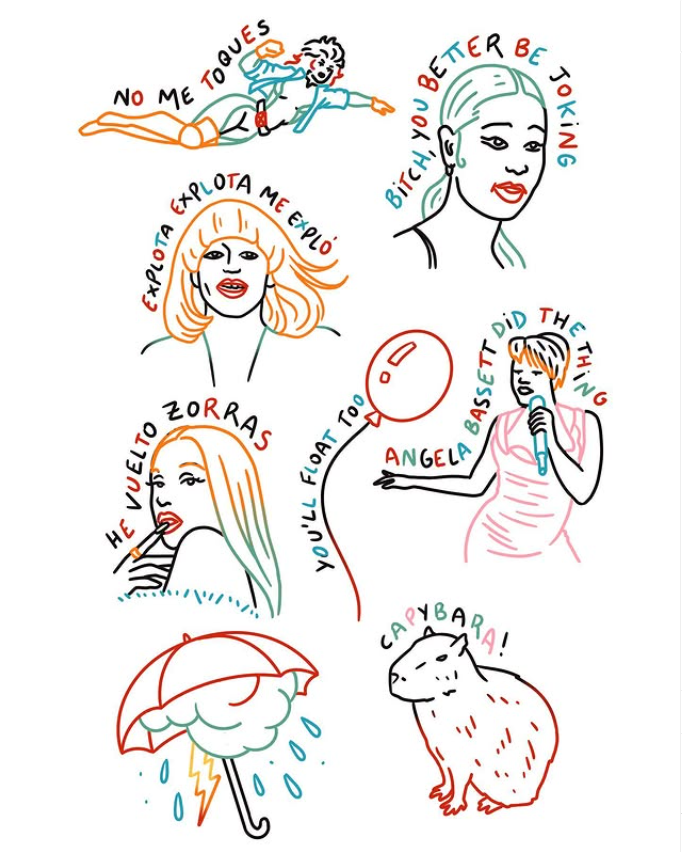 NO ME TOQUES
BITCH, YOU BETTER BE JOKING
EXPLOTA EXPLOTA ME EXPLO'
ANGELA BASSETT DID THE THING
HE VUELTO ZORRAS
YOU'LL FLOAT TOO
CAPYBARA!